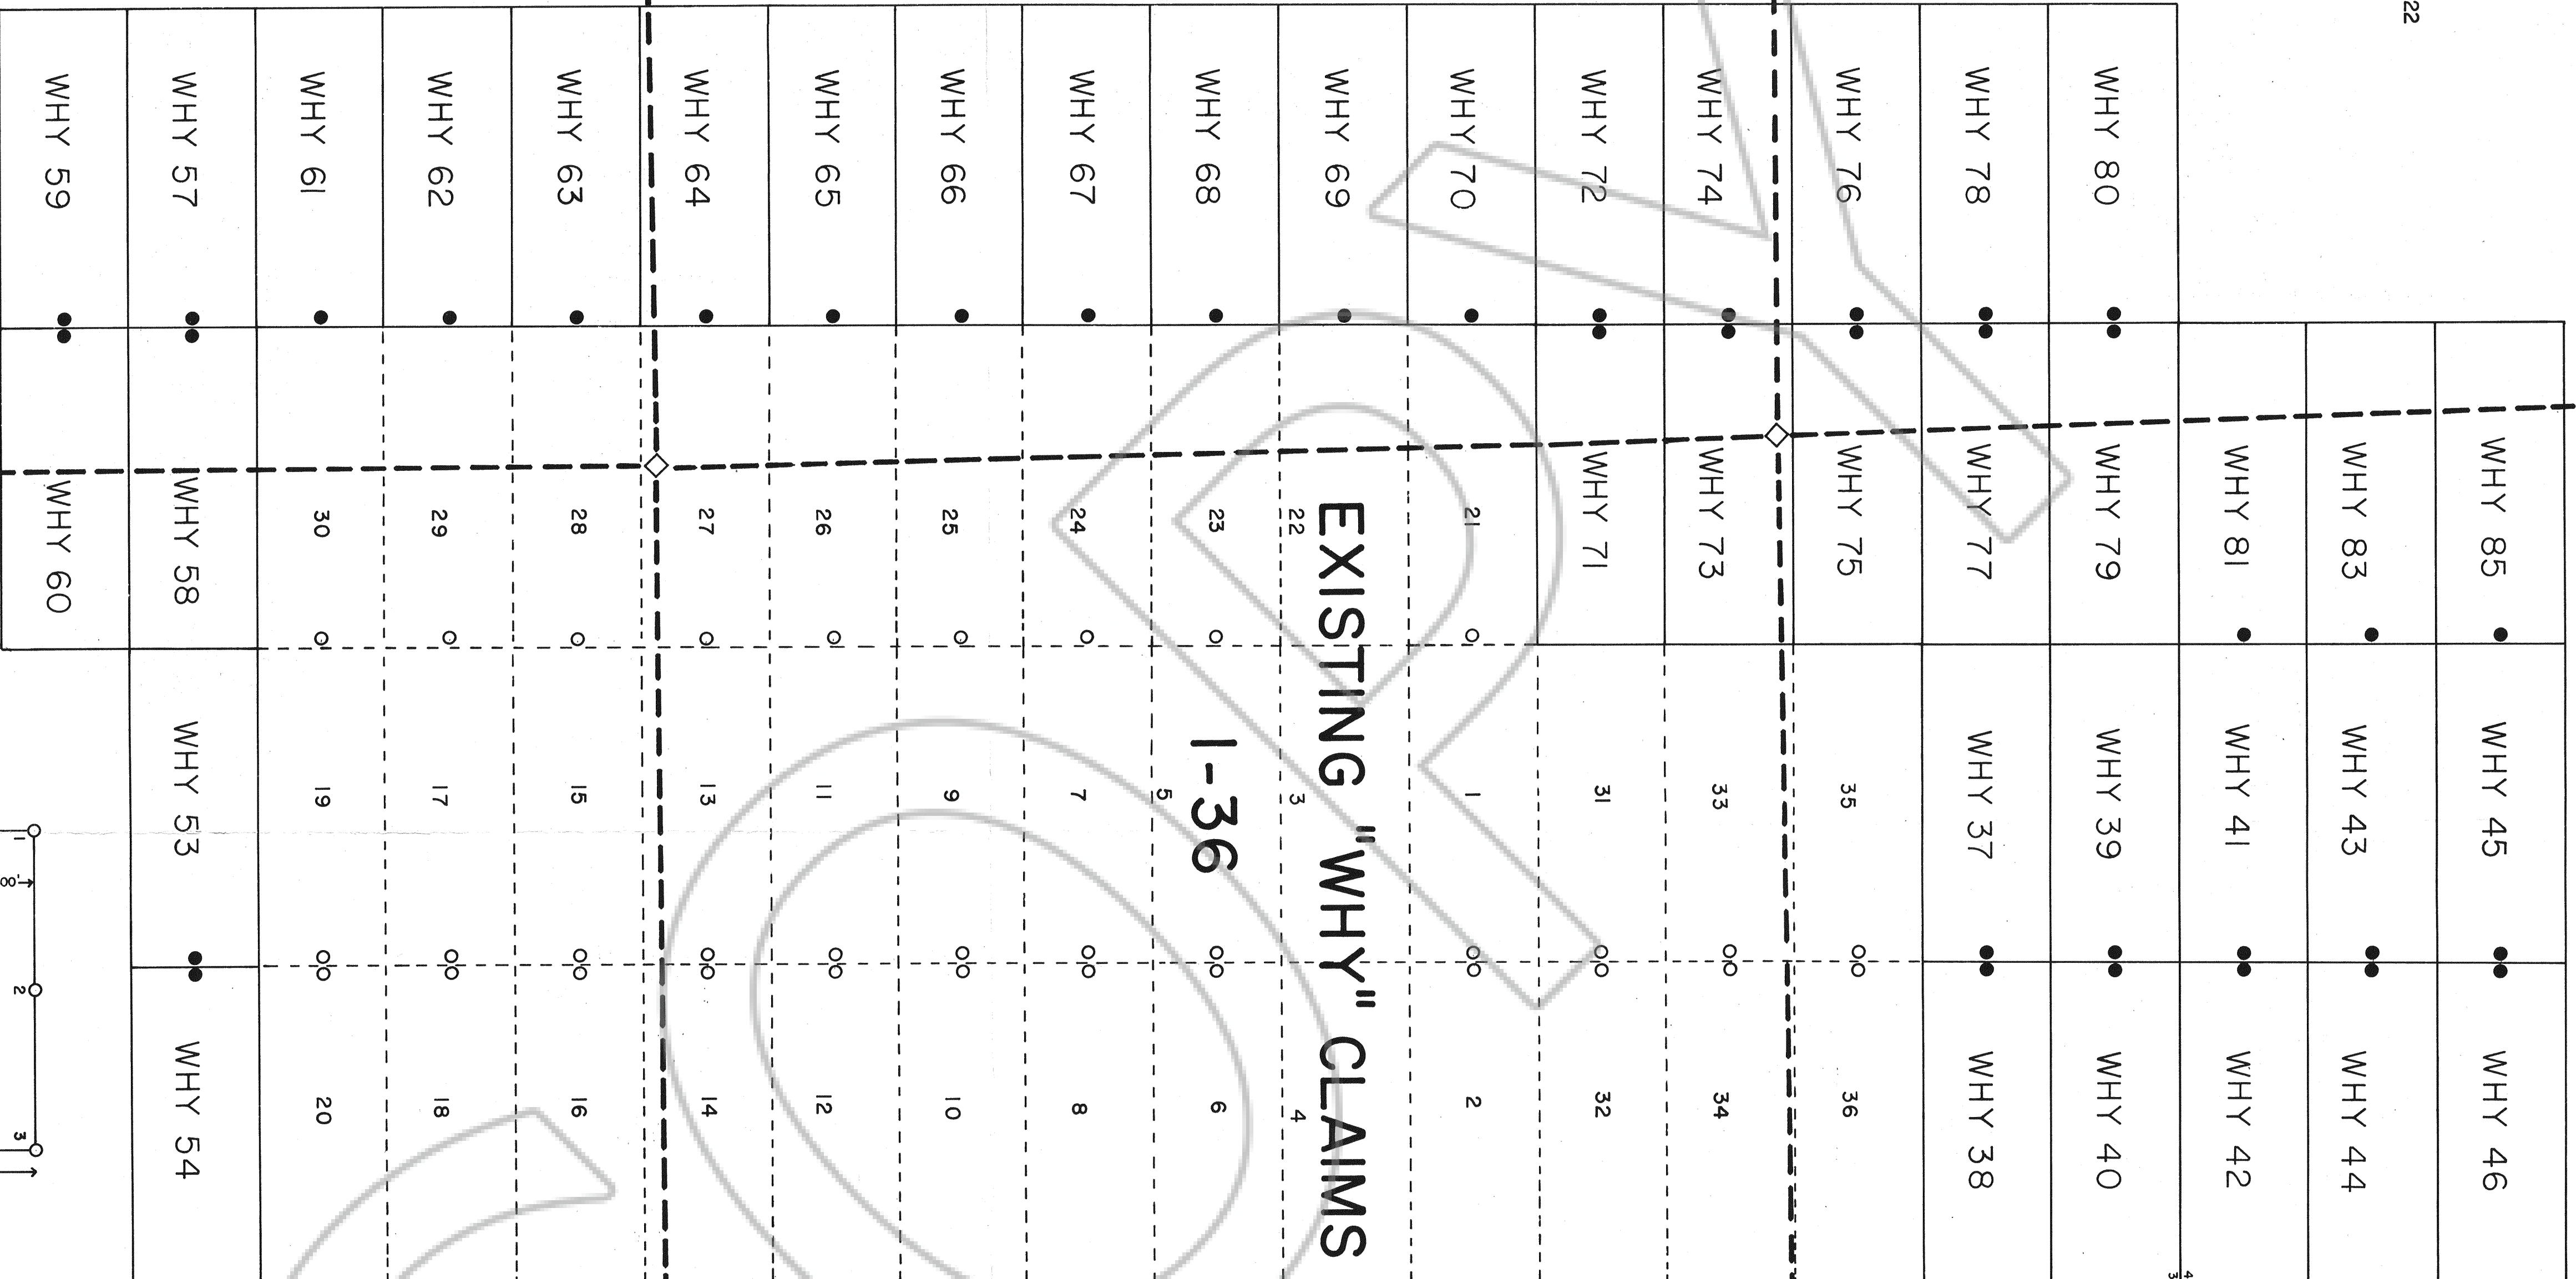 22
WHY 80
WHY 78
WHY 76
WHY 74
WHY 72
WHY 70
WHY 69
WHY 68
WHY 67
WHY 66
WHY 65
WHY 64
WHY 63
WHY 62
WHY 61
WHY 57
WHY 59
WHY 85
WHY 83
WHY 81
WHY 79
WHY 77
WHY 75
WHY 73
WHY 71
21
22
23
24
25
26
27
28
29
30
WHY 58
WHY 60
EXISTING "WHY" CLAIMS
1-36
WHY 45
WHY 43
WHY 41
WHY 39
WHY 37
35
33
31
1
3
5
7
9
11
13
15
17
19
WHY 53
WHY 46
WHY 44
WHY 42
WHY 40
WHY 38
36
34
32
2
4
6
8
10
12
14
16
18
20
WHY 54
1
8
2
3
4
3